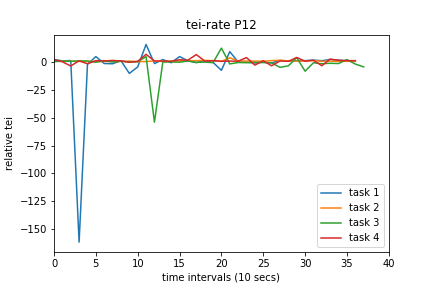 tei-rate P12
relative tei
0
−25
−50
−75
−100
−125
−150
0 5 10 15 20 25 30 35 40
time intervals (10 secs)
task 1
task 2
task 3
task 4